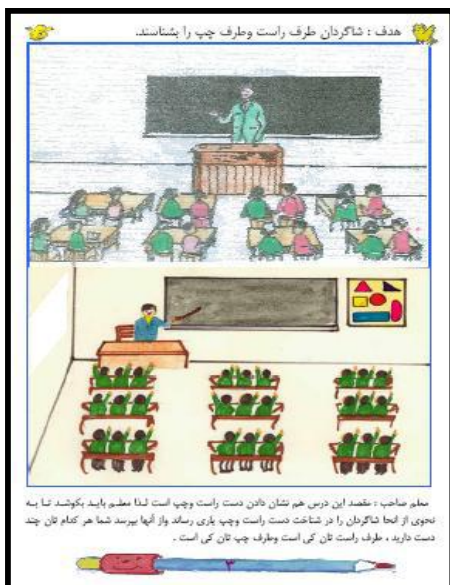 هدف : شاگردان طرف راست وطرف چپ را بشناسند.
معلم صاحب : مقصد این درس هم نشان دادن دست راست وچپ است لذا معلم باید بکوشد تا به
نحوی از انحا شاگردان را در شناخت دست راست وچپ یاری رساند واز آنها بپرسد شما هر کدام تان چند
دست دارید ، طرف راست تان کی است وطرف چپ تان کی است .
۳